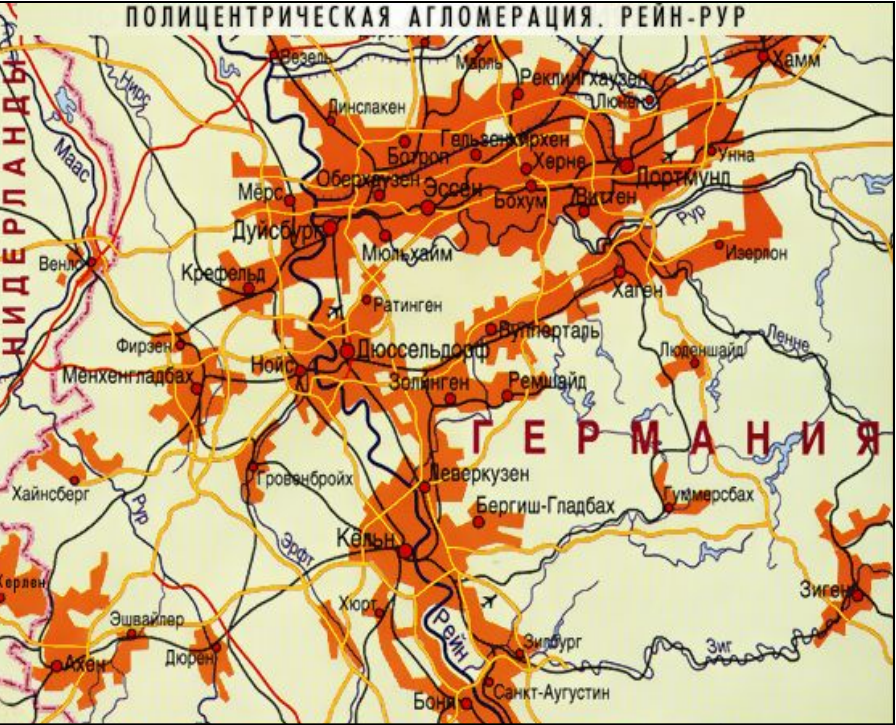 ПОЛИЦЕНТРИЧЕСКАЯ АГЛОМЕРАЦИЯ. РЕЙН-РУР
Везель
Марль
Хамм
Реклингхаузен
Люнен
Нирс
Динслакен
НИДЕРЛАНДЫ
Маас
Гельзенкирхен
Ботроп
Херне
Унна
Дортмунд
Оберхаузен
Эссен
Мёрс
Бохум
Виттен
Рур
Дуйсбург
Мюльхайм
Изерлон
Венло
Крефельд
Хаген
Ратинген
Вупперталь
Ленне
Фирзен
Дюссельдорф
Люденшайд
Нойс
Менхенгладбах
Золинген
Ремшайд
ГЕРМАНИЯ
Леверкузен
Гровенбройх
Хайнсберг
Рур
Гуммерсбах
Бергиш-Гладбах
Кёльн
Эрфт
Херлен
Зиген
Хюрт
Эшвайлер
Рейн
Зигбург
Зиг
Ахен
Дюрен
Санкт-Аугустин
Бонн